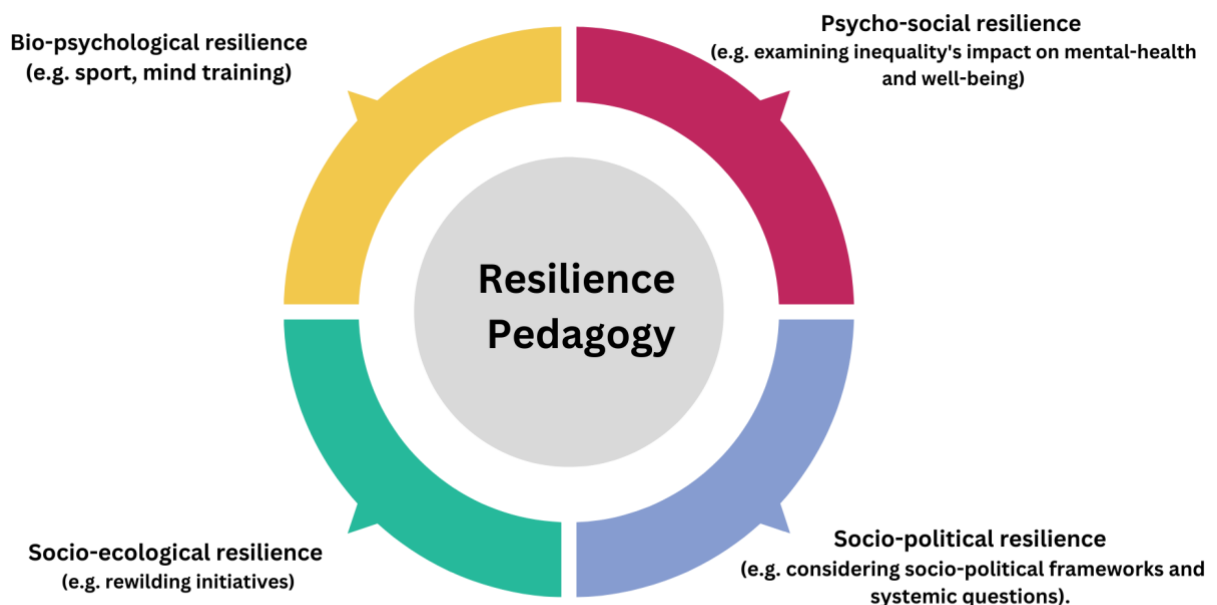 Bio-psychological resilience
(e.g. sport, mind training)
Psycho-social resilience
(e.g. examining inequality's impact on mental-health
and well-being)
Resilience
Pedagogy
Socio-ecological resilience
(e.g. rewilding initiatives)
Socio-political resilience
(e.g. considering socio-political frameworks and
systemic questions).